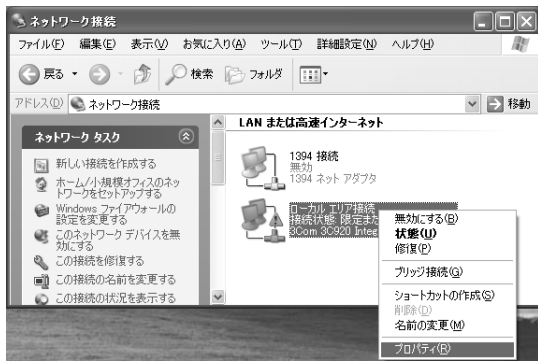 ネットワーク接続
ファイル(F) 編集(E) 表示(V) お気に入り(A) ツール(T) 詳細設定(N) ヘルプ(H)
戻る 検索 フォルダ
アドレス(D) ネットワーク接続 移動
ネットワーク タスク
新しい接続を作成する
ホーム/小規模オフィスのネッ
トワークをセットアップする
Windows ファイアウォールの
設定を変更する
このネットワーク デバイスを無
効にする
この接続を修復する
この接続の名前を変更する
この接続の状況を表示する
LAN または高速インターネット
1394 接続
無効
1394 ネット アダプタ
ローカル エリア接続
接続状態: 限定また
3Com 3C920 Integ
無効にする(B)
状態(U)
修復(P)
ブリッジ接続(G)
ショートカットの作成(S)
削除(D)
名前の変更(M)
プロパティ(R)